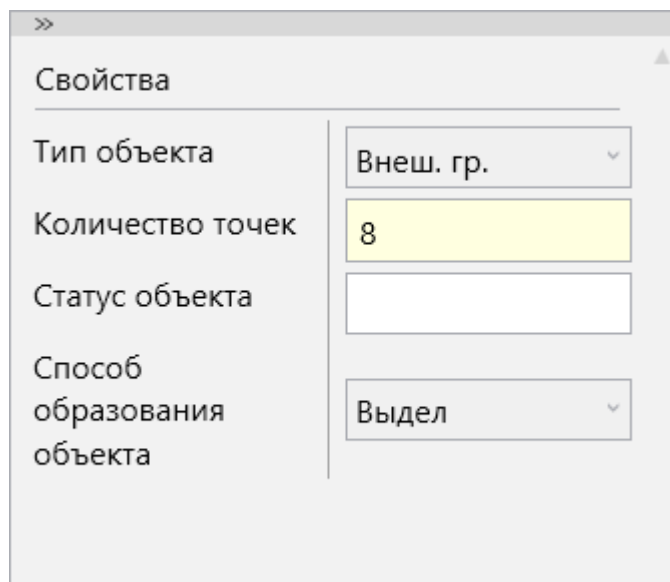 Свойства
Тип объекта
Внеш. гр.
Количество точек
8
Статус объекта
Способ
образования
объекта
Выдел